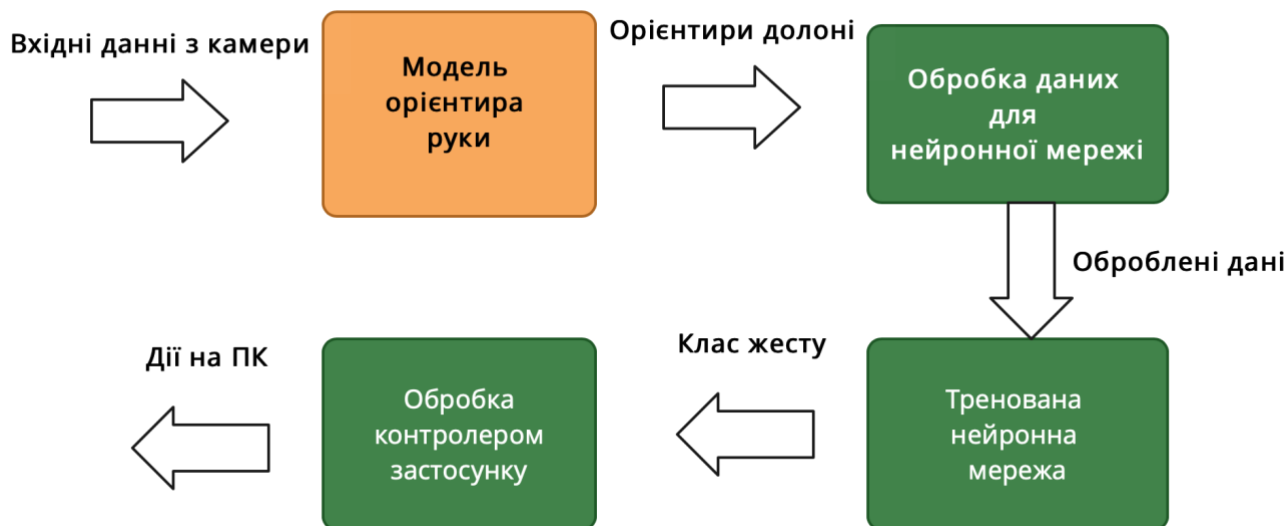 Вхідні данні з камери
Модель
орієнтира
руки
Орієнтири долоні
Обробка даних
для
нейронної мережі
Оброблені дані
Тренована
нейронна
мережа
Клас жесту
Обробка
контролером
застосунку
Дії на ПК